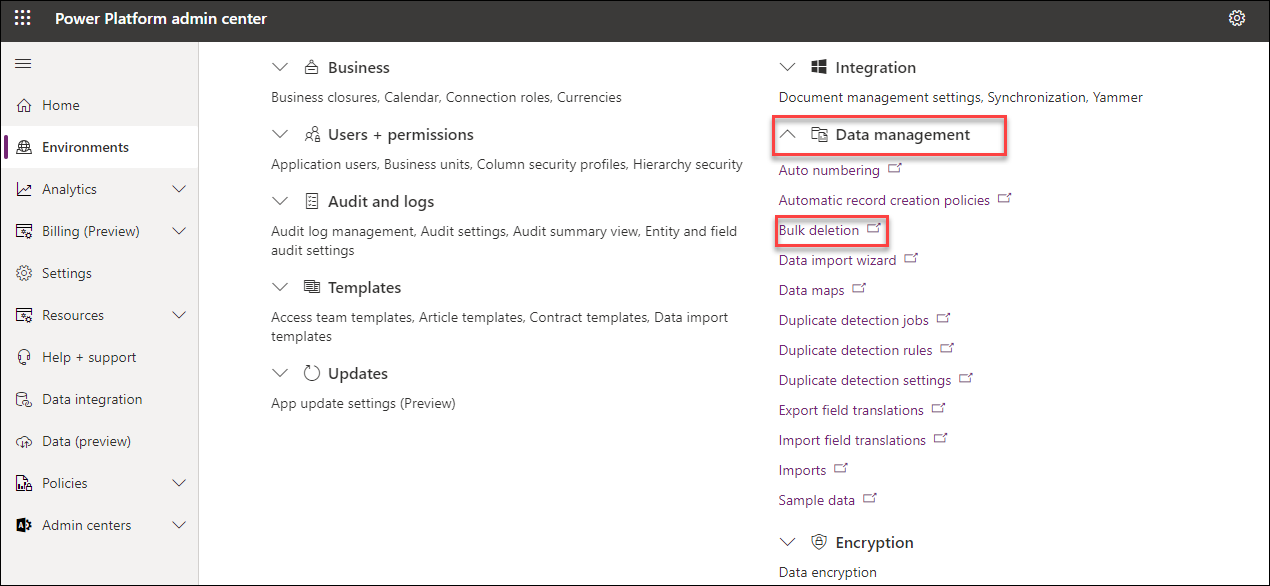 Power Platform admin center
Home
Environments
Analytics
Billing (Preview)
Settings
Resources
Help + support
Data integration
Data (preview)
Policies
Admin centers
Business
Business closures, Calendar, Connection roles, Currencies
Users + permissions
Application users, Business units, Column security profiles, Hierarchy security
Audit and logs
Audit log management, Audit settings, Audit summary view, Entity and field
audit settings
Templates
Access team templates, Article templates, Contract templates, Data import
templates
Updates
App update settings (Preview)
Integration
Document management settings, Synchronization, Yammer
Data management
Auto numbering
Automatic record creation policies
Bulk deletion
Data import wizard
Data maps
Duplicate detection jobs
Duplicate detection rules
Duplicate detection settings
Export field translations
Import field translations
Imports
Sample data
Encryption
Data encryption